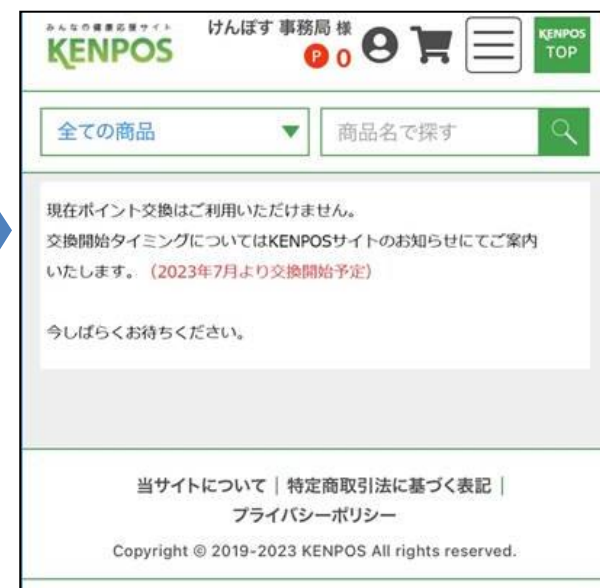 みんなの健康応援サイト
KENPOS
けんぽす 事務局 様
P 0
KENPOS
TOP
全ての商品
商品名で探す
現在ポイント交換はご利用いただけません。
交換開始タイミングについてはKENPOSサイトのお知らせにてご案内
いたします。（2023年7月より交換開始予定）
今しばらくお待ちください。
当サイトについて｜特定商取引法に基づく表記｜
プライバシーポリシー
Copyright © 2019-2023 KENPOS All rights reserved.